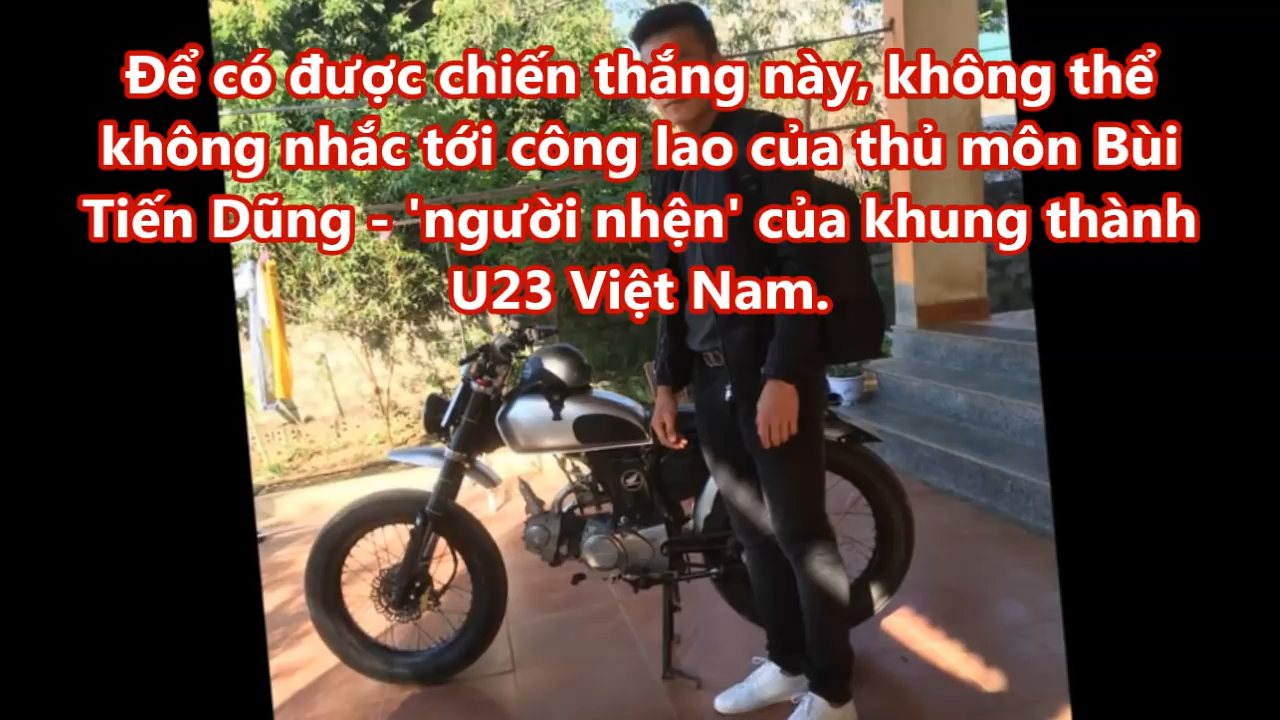 Để có được chiến thắng này, không thể
không nhắc tới công lao của thủ môn Bùi
Tiến Dũng - 'người nhện' của khung thành
U23 Việt Nam.